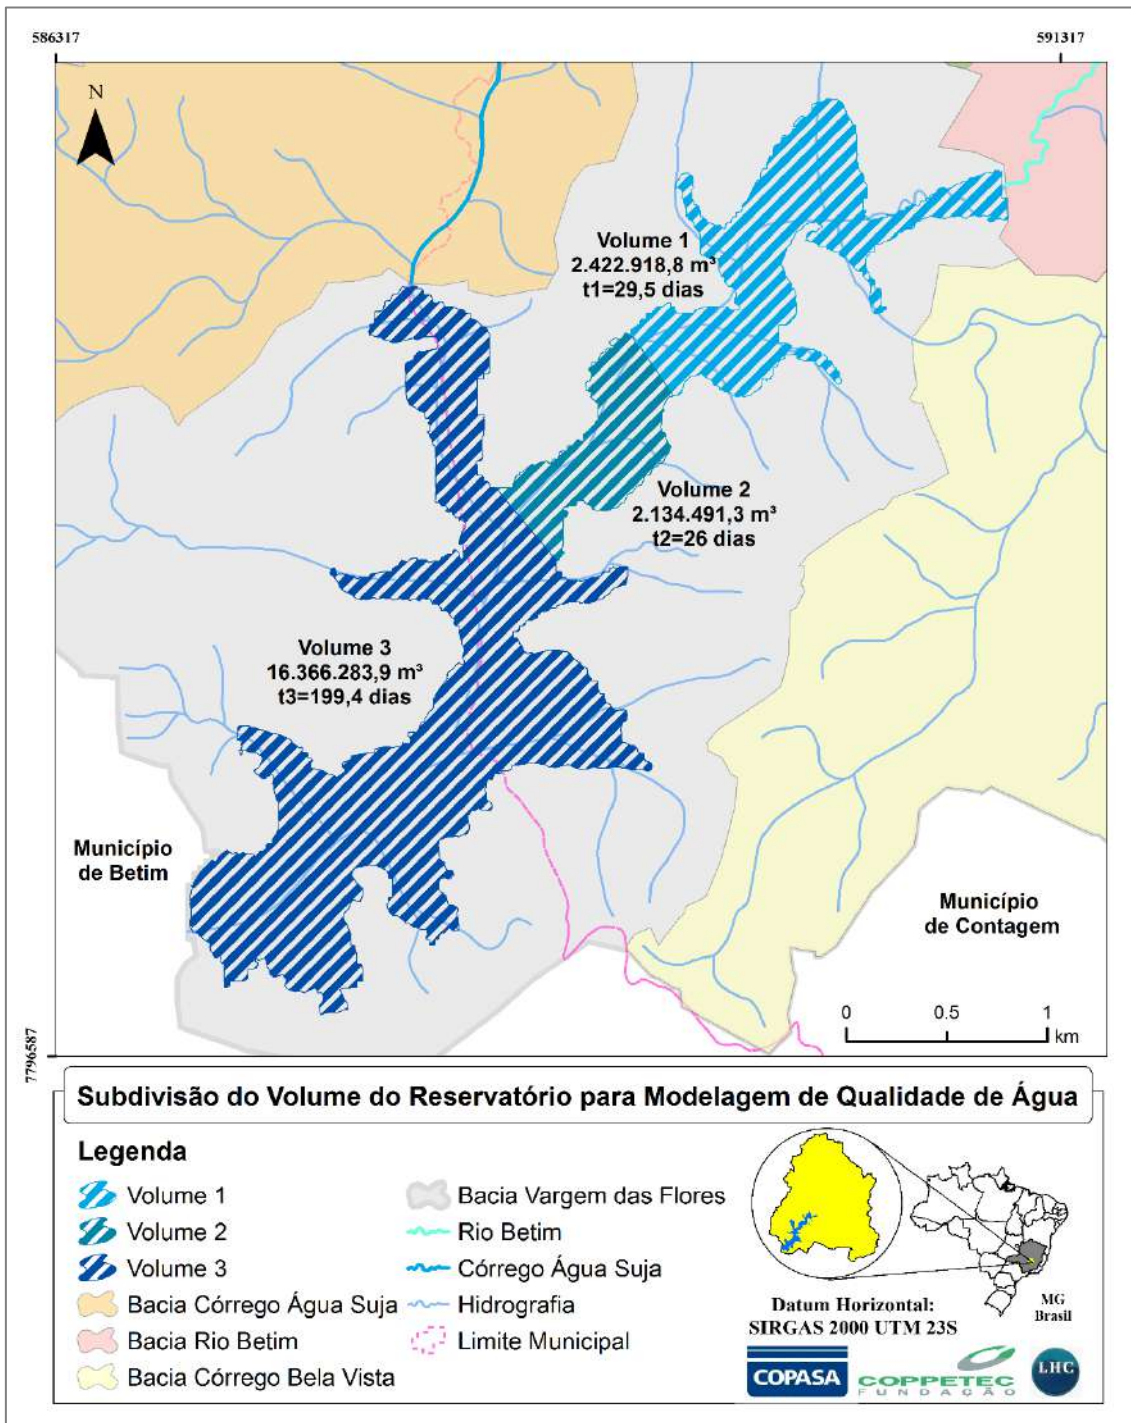 586317
591317
N
Volume 1
2.422.918,8 m³
t1=29,5 dias
Volume 2
2.134.491,3 m³
t2=26 dias
Volume 3
16.366.283,9 m³
t3=199,4 dias
Município
de Betim
Município
de Contagem
0 0.5 1
km
7796587
Subdivisão do Volume do Reservatório para Modelagem de Qualidade de Água
Legenda
Volume 1
Volume 2
Volume 3
Bacia Córrego Água Suja
Bacia Rio Betim
Bacia Córrego Bela Vista
Bacia Vargem das Flores
Rio Betim
Córrego Água Suja
Hidrografia
Limite Municipal
MG
Brasil
Datum Horizontal:
SIRGAS 2000 UTM 23S
COPASA
COPPETEC
FUNDAÇÃO
LHC